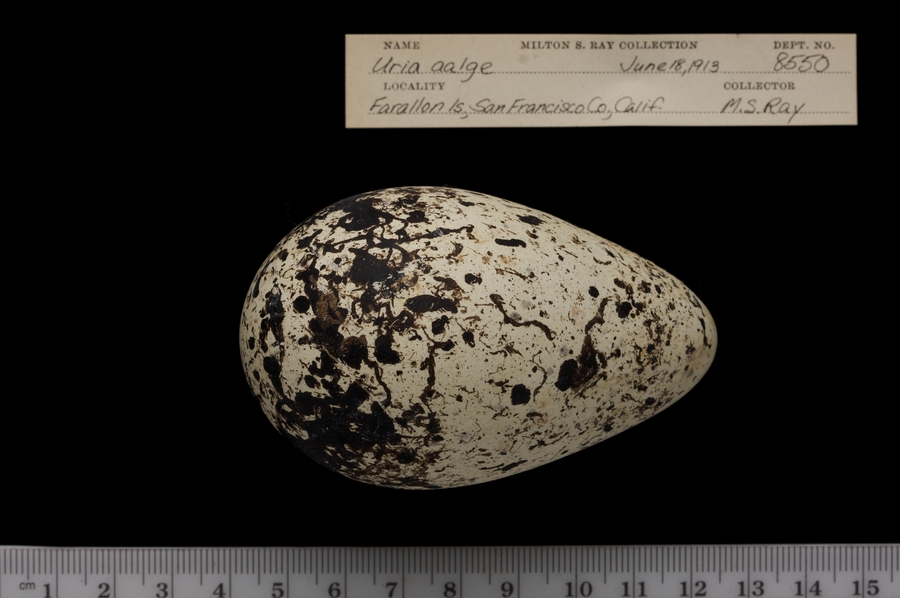 NAME MILTON S. RAY COLLECTION DEPT. NO.
Uria aalge June 18, 1913 8550
LOCALITY COLLECTOR
Farallon Is, San Francisco Co, Calif. M.S. Ray
cm 1 2 3 4 5 6 7 8 9 10 11 12 13 14 15